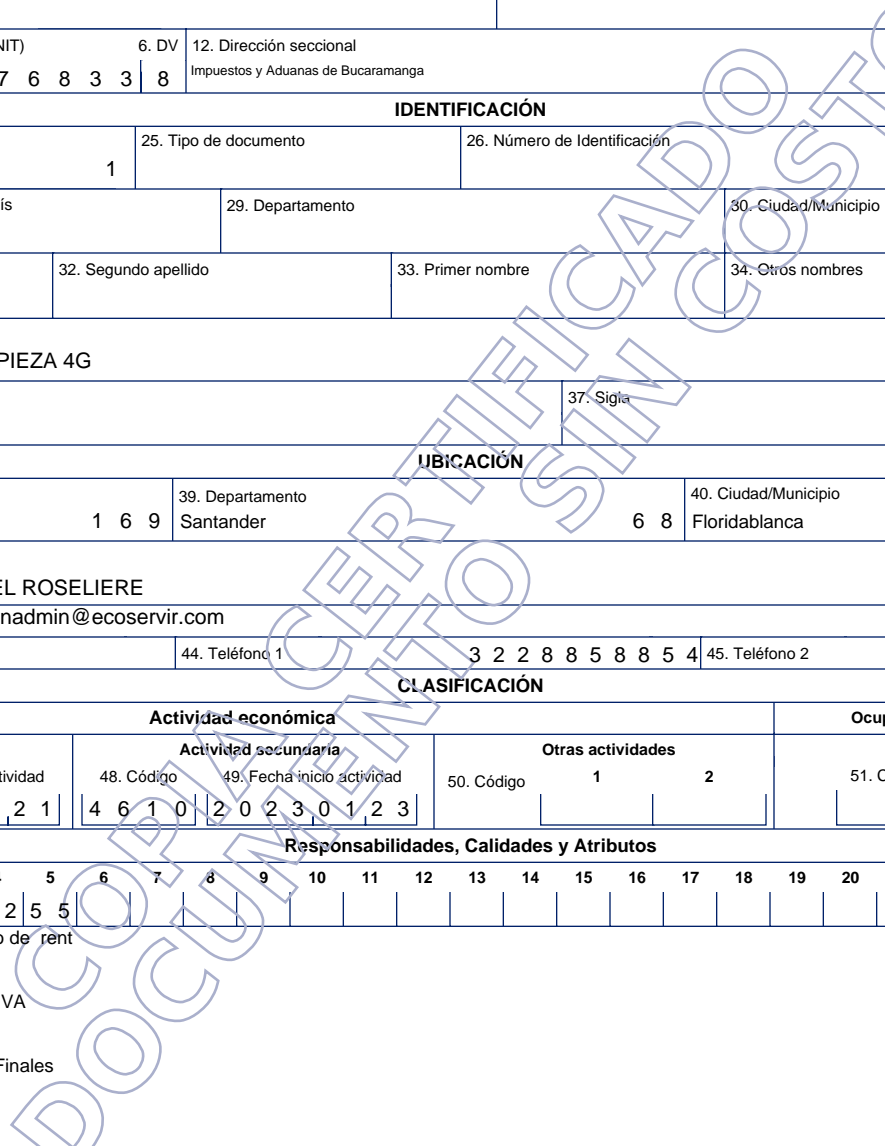 NIT) 6. DV 12. Dirección seccional
7 6 8 3 3 8 Impuestos y Aduanas de Bucaramanga
IDENTIFICACIÓN
25. Tipo de documento 26. Número de Identificación
1
ís 29. Departamento 30. Ciudad/Municipio
32. Segundo apellido 33. Primer nombre 34. Otros nombres
PIEZA 4G
37. Sigla
UBICACIÓN
39. Departamento 40. Ciudad/Municipio
1 6 9 Santander 6 8 Floridablanca
EL ROSELIERE
nadmin@ecoservir.com
44. Teléfono 1 3 2 2 8 8 5 8 8 5 4 45. Teléfono 2
CLASIFICACIÓN
Actividad económica Ocup
Actividad secundaria Otras actividades
tividad 48. Código 49. Fecha inicio actividad 50. Código 1 2 51. C
2 1 4 6 1 0 2 0 2 3 0 1 2 3
Responsabilidades, Calidades y Atributos
5 6 7 8 9 10 11 12 13 14 15 16 17 18 19 20
2 5 5
o de rent
VA
Finales
COPIA CERTIFICADO
DOCUMENTO SIN COSTO